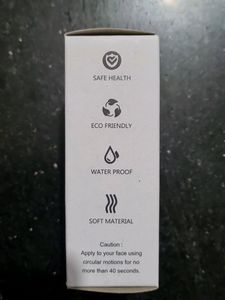 SAFE HEALTH
ECO FRIENDLY
WATER PROOF
SOFT MATERIAL
Caution :
Apply to your face using
circular motions for no
more than 40 seconds.